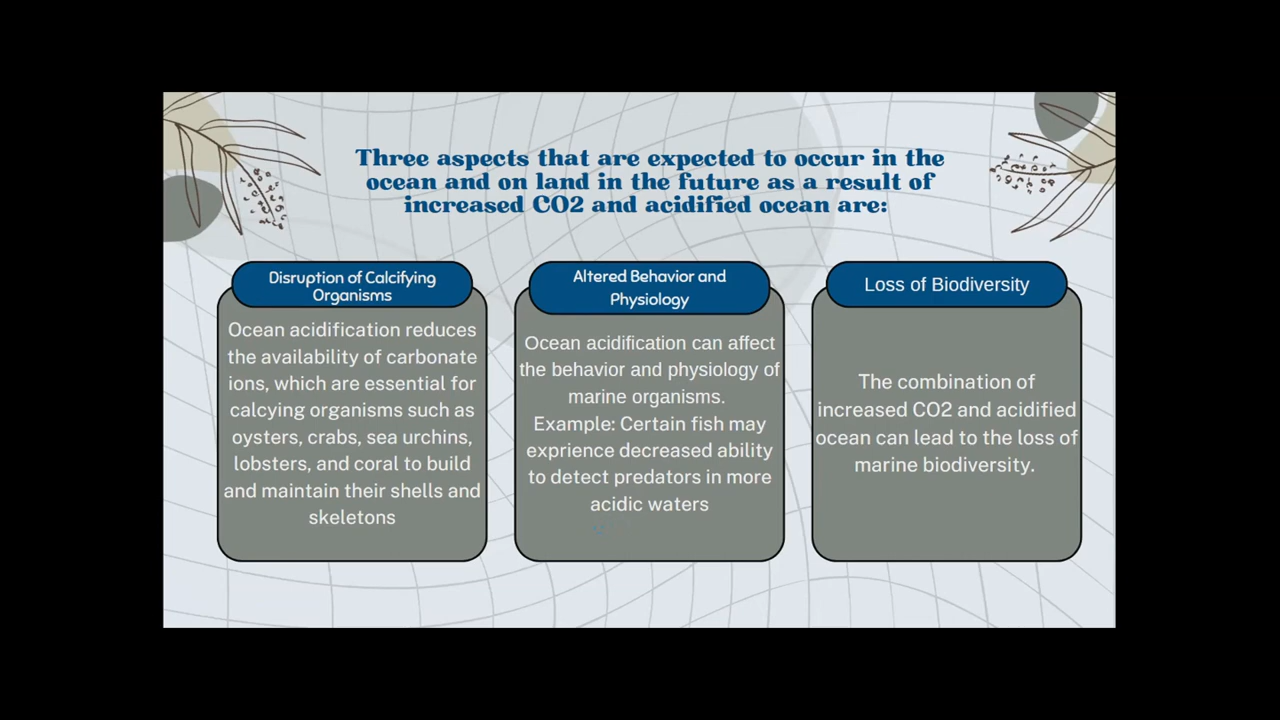 Three aspects that are expected to occur in the
ocean and on land in the future as a result of
increased CO2 and acidified ocean are:
Disruption of Calcifying
Organisms
Ocean acidification reduces
the availability of carbonate
ions, which are essential for
calcying organisms such as
oysters, crabs, sea urchins,
lobsters, and coral to build
and maintain their shells and
skeletons
Altered Behavior and
Physiology
Ocean acidification can affect
the behavior and physiology of
marine organisms.
Example: Certain fish may
exprience decreased ability
to detect predators in more
acidic waters
Loss of Biodiversity
The combination of
increased CO2 and acidified
ocean can lead to the loss of
marine biodiversity.